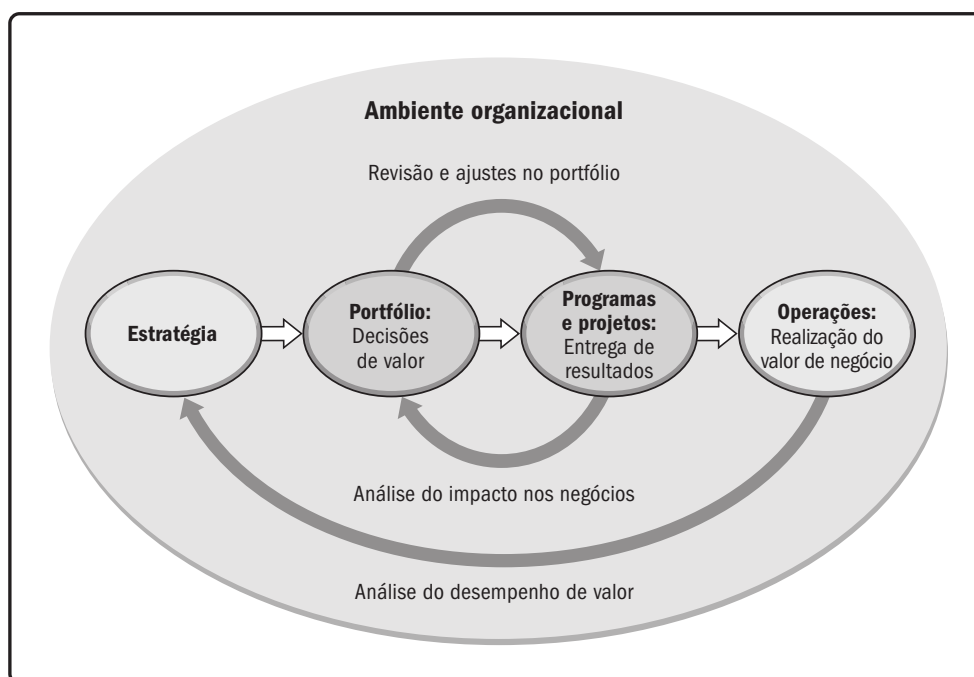 Ambiente organizacional
Revisão e ajustes no portfólio
Estratégia
Portfólio:
Decisões
de valor
Programas
e projetos:
Entrega de
resultados
Operações:
Realização do
valor de negócio
Análise do impacto nos negócios
Análise do desempenho de valor